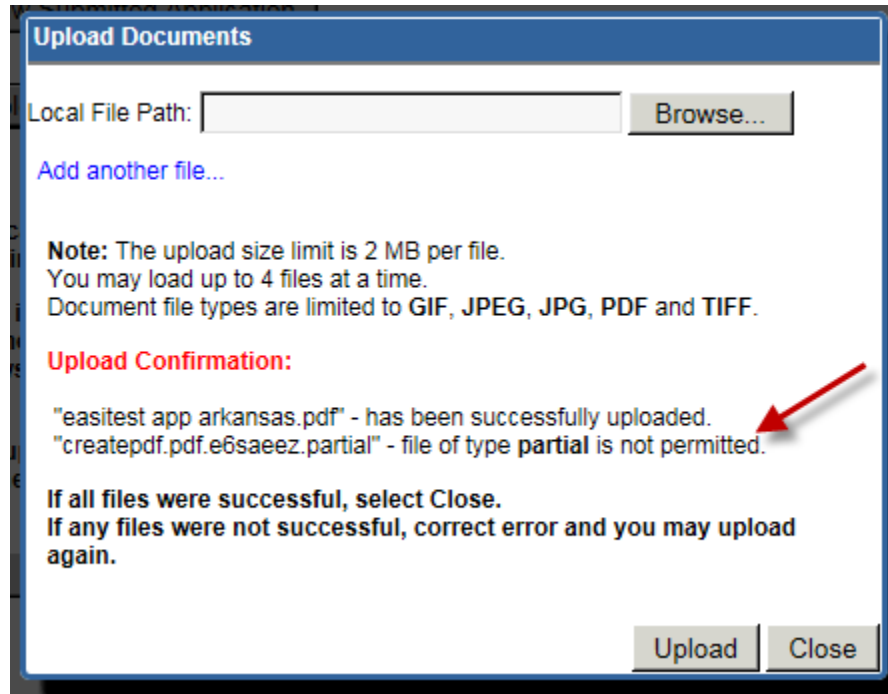 w Submitted Application
Upload Documents
Local File Path: Browse...
Add another file...
Note: The upload size limit is 2 MB per file.
You may load up to 4 files at a time.
Document file types are limited to GIF, JPEG, JPG, PDF and TIFF.
Upload Confirmation:
"easitest app arkansas.pdf" - has been successfully uploaded.
"createpdf.pdf.e6saeez.partial" - file of type partial is not permitted.
If all files were successful, select Close.
If any files were not successful, correct error and you may upload
again.
Upload Close